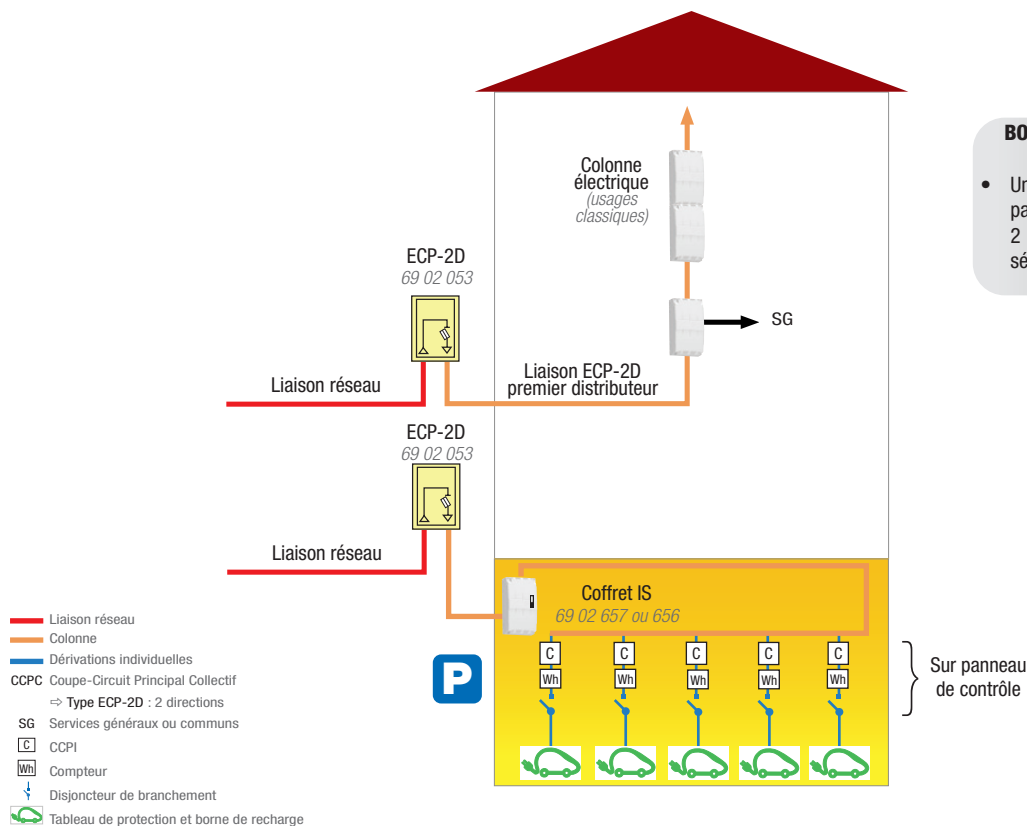 BO
• Un
pa
2
sé
Colonne
électrique
(usages
classiques)
ECP-2D
69 02 053
SG
Liaison réseau
Liaison ECP-2D
premier distributeur
ECP-2D
69 02 053
Liaison réseau
Coffret IS
69 02 657 ou 656
C C C C C
Wh Wh Wh Wh Wh
P
Sur panneau
de contrôle
Liaison réseau
Colonne
Dérivations individuelles
CCPC Coupe-Circuit Principal Collectif
⇨ Type ECP-2D : 2 directions
SG Services généraux ou communs
C CCPI
Wh Compteur
Disjoncteur de branchement
Tableau de protection et borne de recharge